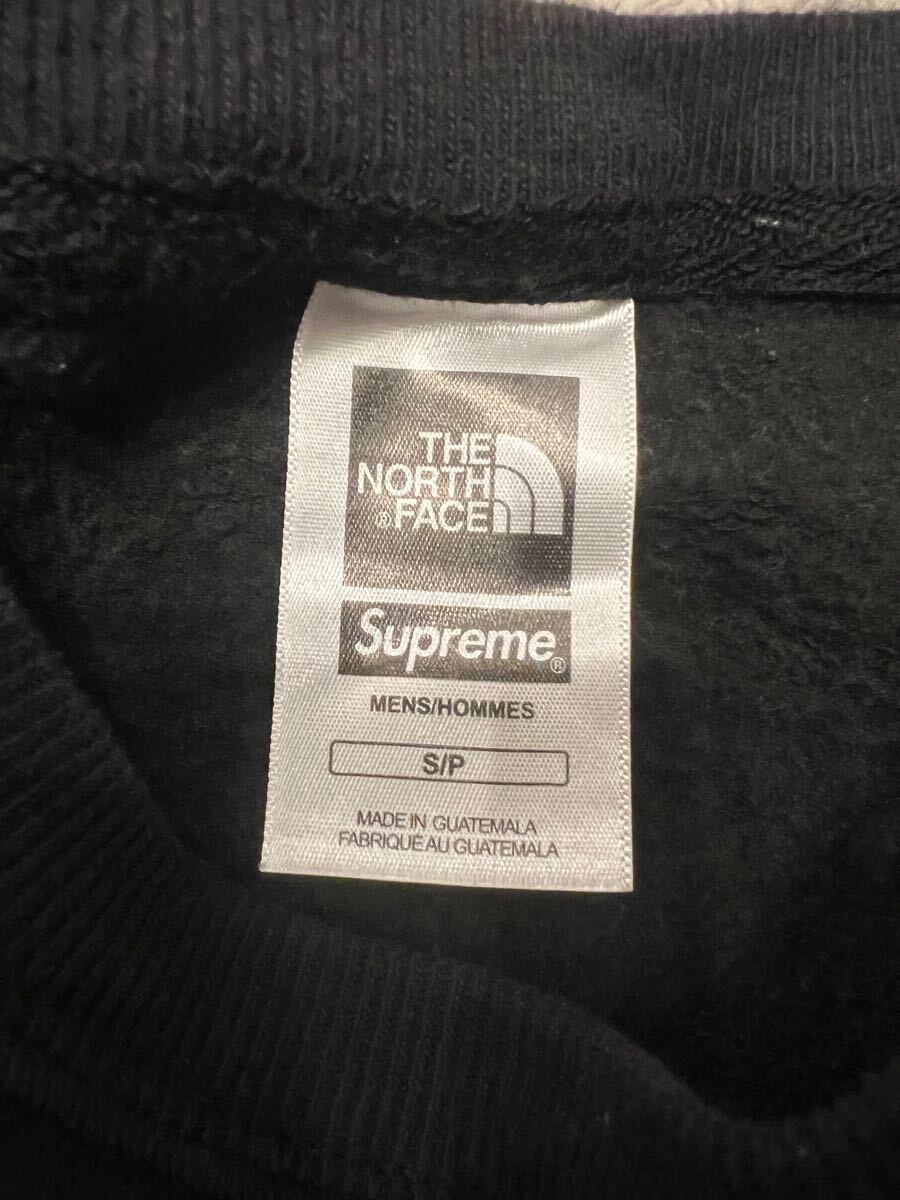 THE
NORTH
® FACE
Supreme®
MENS/HOMMES
S/P
MADE IN GUATEMALA
FABRIQUÉ AU GUATEMALA